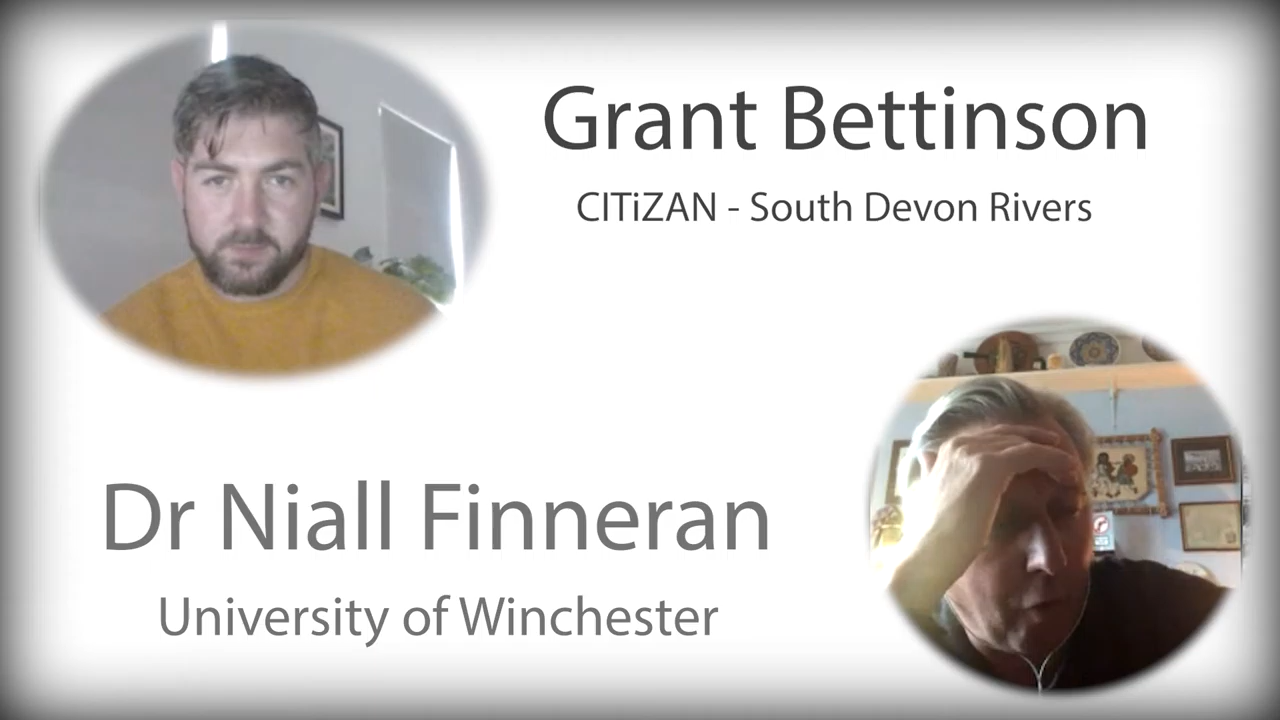 Grant Bettinson
CITiZAN - South Devon Rivers
Dr Niall Finneran
University of Winchester